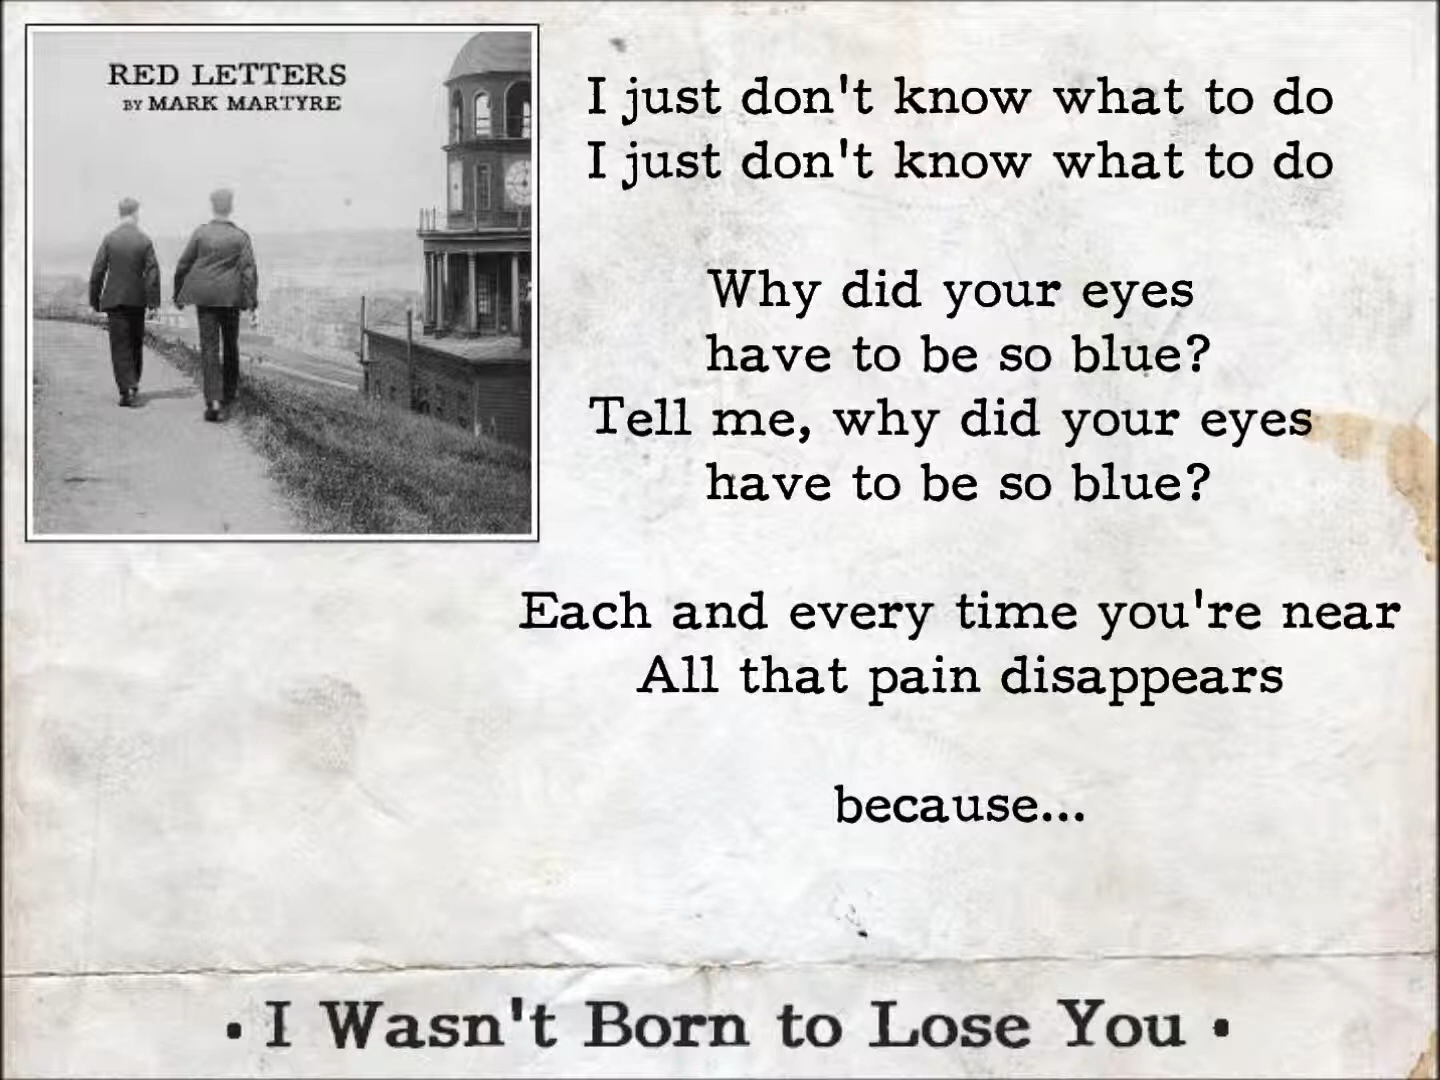 RED LETTERS
BY MARK MARTYRE
I just don't know what to do
I just don't know what to do
Why did your eyes
have to be so blue?
Tell me, why did your eyes
have to be so blue?
Each and every time you're near
All that pain disappears
because...
• I Wasn't Born to Lose You •